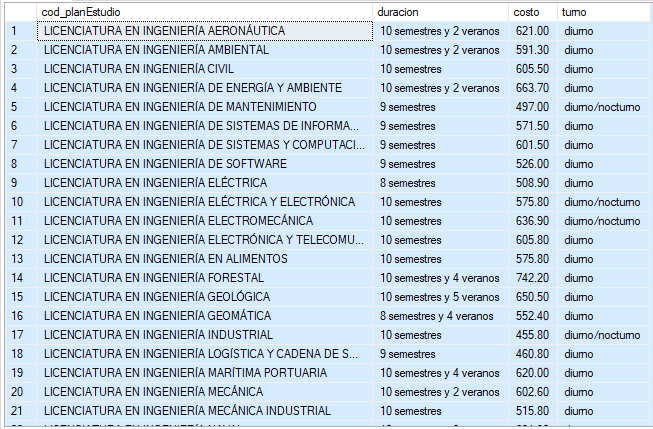 cod_planEstudio duracion costo turno
1 LICENCIATURA EN INGENIERÍA AERONÁUTICA 10 semestres y 2 veranos 621.00 diurno
2 LICENCIATURA EN INGENIERÍA AMBIENTAL 10 semestres y 2 veranos 591.30 diurno
3 LICENCIATURA EN INGENIERÍA CIVIL 10 semestres 605.50 diurno
4 LICENCIATURA EN INGENIERÍA DE ENERGÍA Y AMBIENTE 10 semestres y 2 veranos 663.70 diurno
5 LICENCIATURA EN INGENIERÍA DE MANTENIMIENTO 9 semestres 497.00 diurno/nocturno
6 LICENCIATURA EN INGENIERÍA DE SISTEMAS DE INFORMA... 9 semestres 571.50 diurno
7 LICENCIATURA EN INGENIERÍA DE SISTEMAS Y COMPUTACI... 9 semestres 601.50 diurno
8 LICENCIATURA EN INGENIERÍA DE SOFTWARE 9 semestres 526.00 diurno
9 LICENCIATURA EN INGENIERÍA ELÉCTRICA 8 semestres 508.90 diurno
10 LICENCIATURA EN INGENIERÍA ELÉCTRICA Y ELECTRÓNICA 10 semestres 575.80 diurno/nocturno
11 LICENCIATURA EN INGENIERÍA ELECTROMECÁNICA 10 semestres 636.90 diurno/nocturno
12 LICENCIATURA EN INGENIERÍA ELECTRÓNICA Y TELECOMU... 10 semestres 605.80 diurno
13 LICENCIATURA EN INGENIERÍA EN ALIMENTOS 10 semestres 575.80 diurno
14 LICENCIATURA EN INGENIERÍA FORESTAL 10 semestres y 4 veranos 742.20 diurno
15 LICENCIATURA EN INGENIERÍA GEOLÓGICA 10 semestres y 5 veranos 650.50 diurno
16 LICENCIATURA EN INGENIERÍA GEOMÁTICA 8 semestres y 4 veranos 552.40 diurno
17 LICENCIATURA EN INGENIERÍA INDUSTRIAL 10 semestres 455.80 diurno/nocturno
18 LICENCIATURA EN INGENIERÍA LOGÍSTICA Y CADENA DE S... 9 semestres 460.80 diurno
19 LICENCIATURA EN INGENIERÍA MARÍTIMA PORTUARIA 10 semestres y 4 veranos 620.00 diurno
20 LICENCIATURA EN INGENIERÍA MECÁNICA 10 semestres y 2 veranos 602.60 diurno
21 LICENCIATURA EN INGENIERÍA MECÁNICA INDUSTRIAL 10 semestres 515.80 diurno